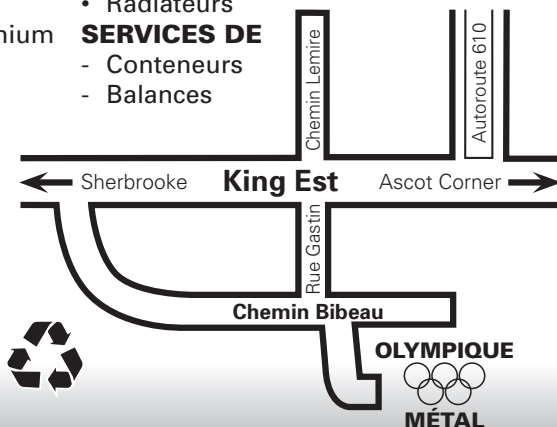 • Radiateurs
SERVICES DE
- Conteneurs
- Balances
Chemin Lemire
Autoroute 610
Sherbrooke King Est Ascot Corner
Rue Gastin
Chemin Bibeau
OLYMPIQUE
MÉTAL